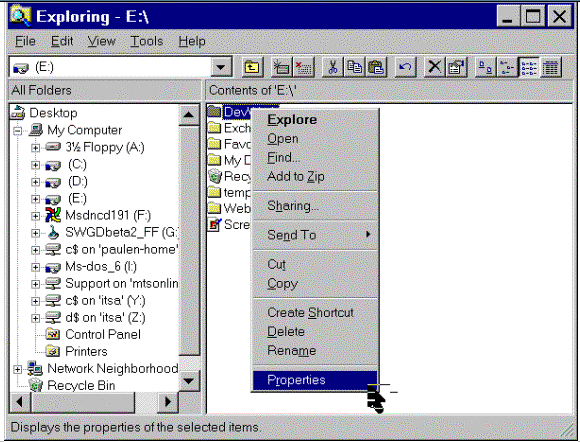 Exploring - E:\
File Edit View Tools Help
(E:)
All Folders
Contents of 'E:\'
Desktop
My Computer
3½ Floppy (A:)
(C:)
(D:)
(E:)
Msdncd191 (F:)
SWGDbeta2_FF (G:
c$ on 'paulen-home'
Ms-dos_6 (I:)
Support on 'mtsonlin
c$ on 'itsa' (Y:)
d$ on 'itsa' (Z:)
Control Panel
Printers
Network Neighborhood
Recycle Bin
Dev
Exch
Favo
My D
Recy
temp
Web
Scre
Explore
Open
Find...
Add to Zip
Sharing...
Send To
Cut
Copy
Create Shortcut
Delete
Rename
Properties
Displays the properties of the selected items.